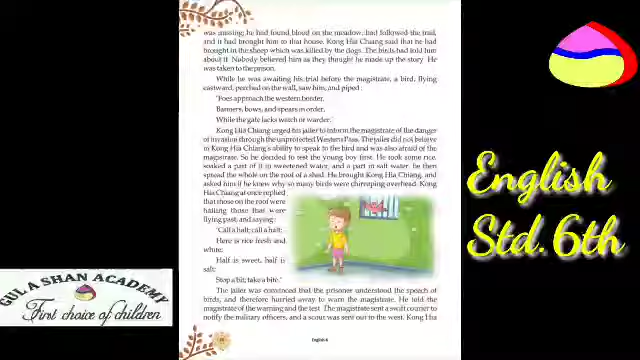 was missing, he had found blood on the meadow, had followed the trail,
and it had brought him to that house. Kong Hia Chiang said that he had
brought in the sheep which was killed by the dogs. The birds had told him
about it. Nobody believed him as they thought he made up the story. He
was taken to the prison.
While he was awaiting his trial before the magistrate, a bird, flying
eastward, perched on the wall, saw him, and piped :
'Foes approach the western border,
Banners, bows, and spears in order,
While the gate lacks watch or warder.'
Kong Hia Chiang urged his jailer to inform the magistrate of the danger
of invasion through the unprotected Western Pass. The jailer did not believe
in Kong Hia Chiang's ability to speak to the bird and was also afraid of the
magistrate. So he decided to test the young boy first. He took some rice,
soaked a part of it in sweetened water, and a part in salt water, he then
spread the whole on the roof of a shed. He brought Kong Hia Chiang, and
asked him if he knew why so many birds were chirruping overhead. Kong
Hia Chiang at once replied
that those on the roof were
hailing those that were
flying past, and saying :
'Call a halt; call a halt;
Here is rice fresh and
white;
Half is sweet, half is
salt;
Stop a bit; take a bite.'
The jailer was convinced that the prisoner understood the speech of
birds, and therefore hurried away to warn the magistrate. He told the
magistrate of the warning and the test. The magistrate sent a swift courier to
notify the military officers, and a scout was sent out to the west. Kong Hia
English-6
English
Std. 6th
GULASHAN ACADEMY
First choice of children